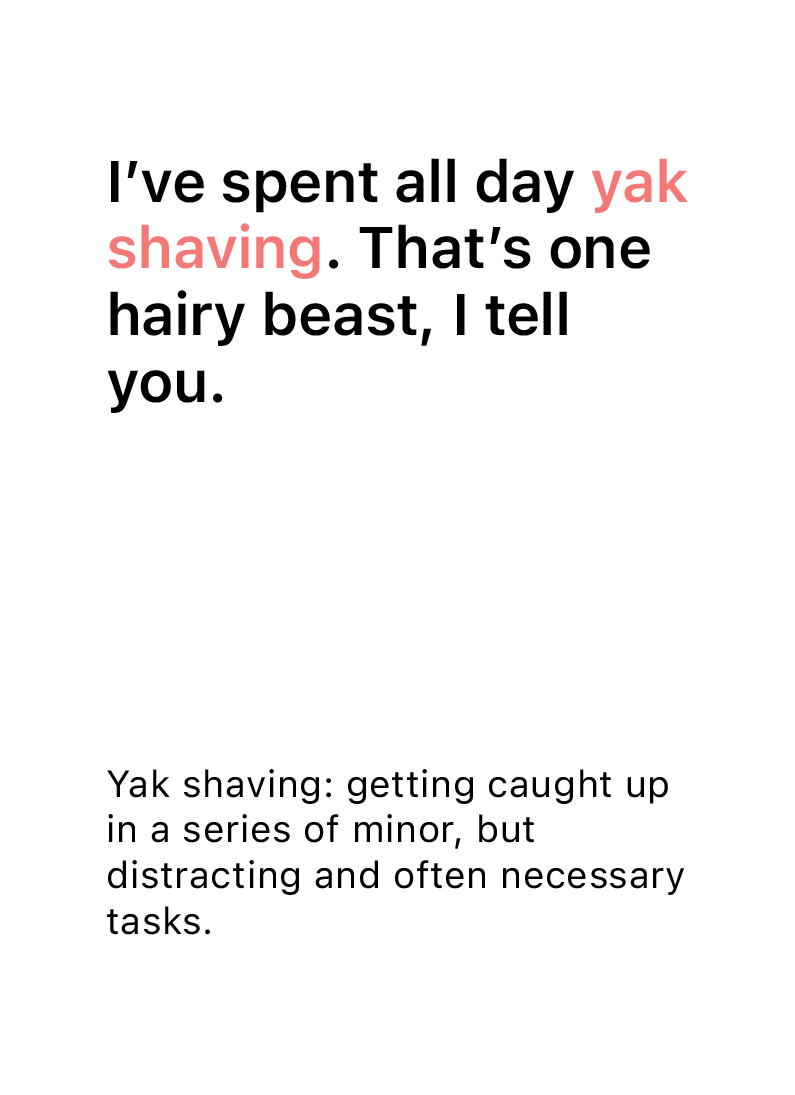 I’ve spent all day yak
shaving. That’s one
hairy beast, I tell
you.
Yak shaving: getting caught up
in a series of minor, but
distracting and often necessary
tasks.